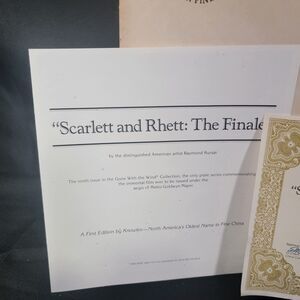 "Scarlett and Rhett: The Finale
by the distinguished American artist Raymond Kursár
The ninth issue in the Gone With the Wind® Collection, the only plate series commemorating
the immortal film ever to be issued under the
aegis of Metro-Goldwyn-Mayer.
A First Edition by Knowles—North America's Oldest Name in Fine China